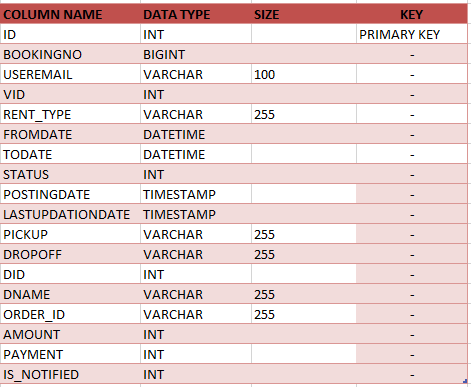 COLUMN NAME DATA TYPE SIZE KEY
ID INT PRIMARY KEY
BOOKINGNO BIGINT -
USEREMAIL VARCHAR 100 -
VID INT -
RENT_TYPE VARCHAR 255 -
FROMDATE DATETIME -
TODATE DATETIME -
STATUS INT -
POSTINGDATE TIMESTAMP -
LASTUPDATIONDATE TIMESTAMP -
PICKUP VARCHAR 255 -
DROPOFF VARCHAR 255 -
DID INT -
DNAME VARCHAR 255 -
ORDER_ID VARCHAR 255 -
AMOUNT INT -
PAYMENT INT -
IS_NOTIFIED INT -